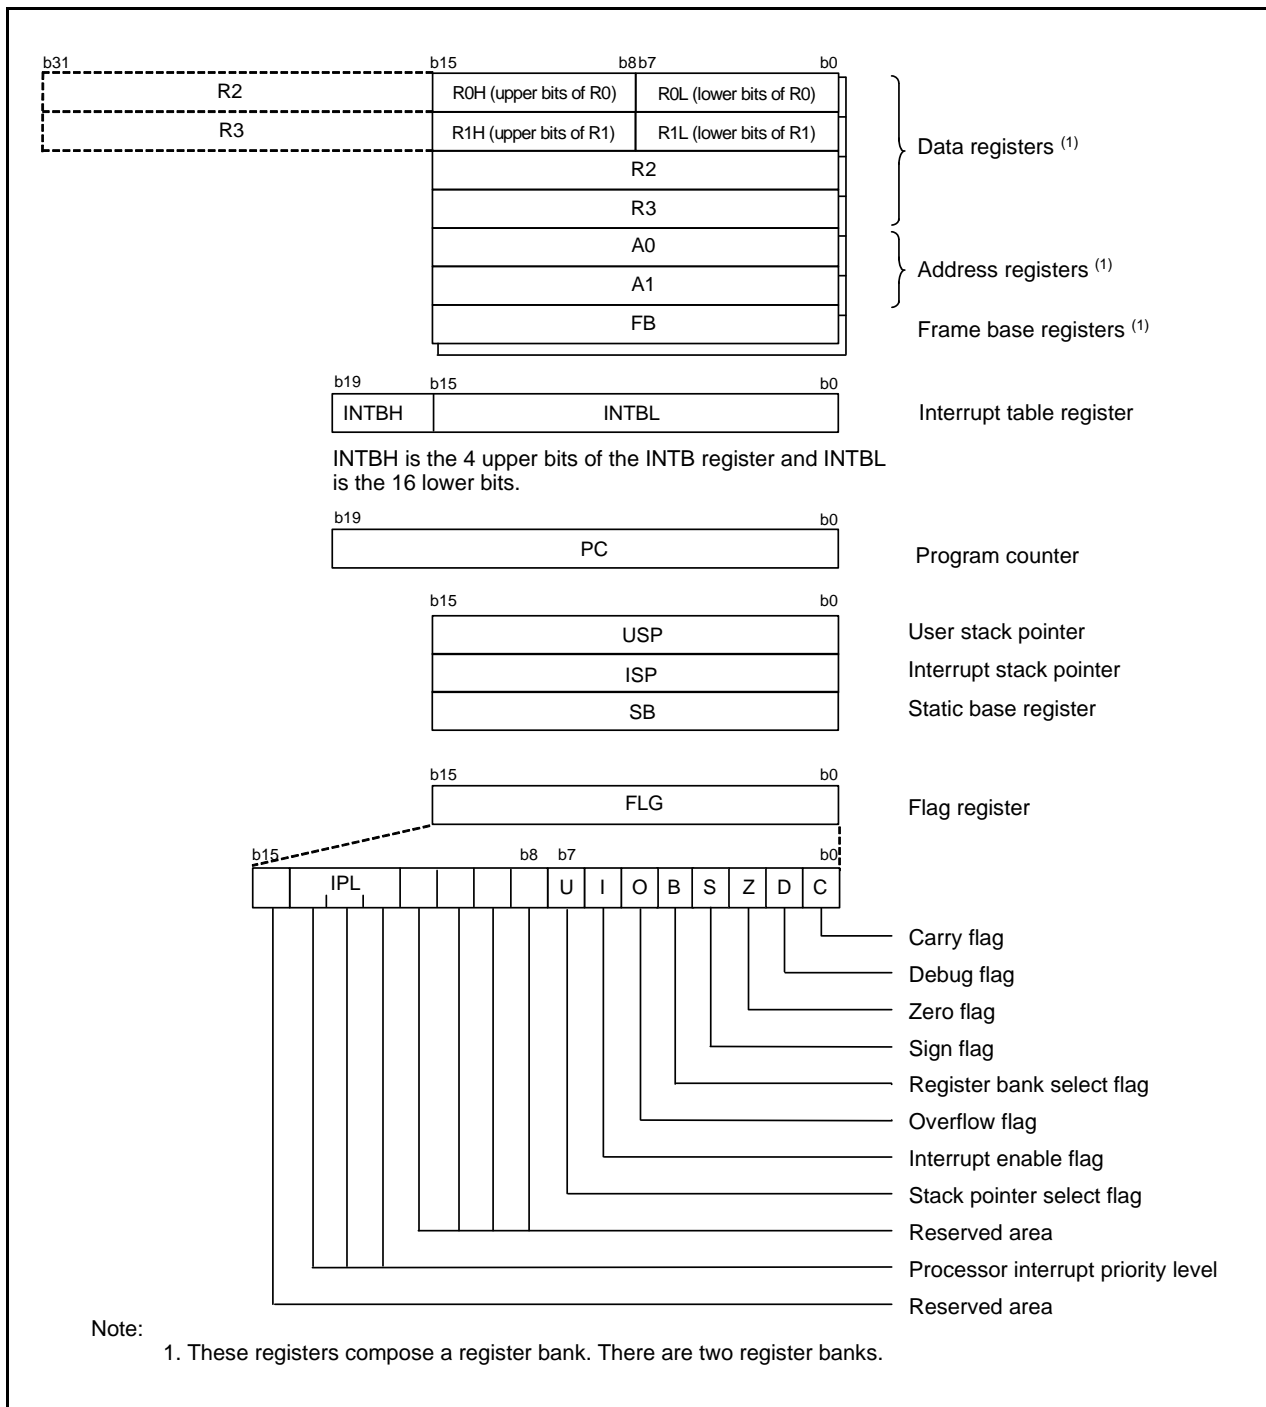 b31 b15 b8 b7 b0
R2 R0H (upper bits of R0) R0L (lower bits of R0)
R3 R1H (upper bits of R1) R1L (lower bits of R1)
Data registers (1)
R2
R3
A0
Address registers (1)
A1
FB Frame base registers (1)
b19 b15 b0
INTBH INTBL Interrupt table register
INTBH is the 4 upper bits of the INTB register and INTBL
is the 16 lower bits.
b19 b0
PC Program counter
b15 b0
USP User stack pointer
ISP Interrupt stack pointer
SB Static base register
b15 b0
FLG Flag register
b15 b8 b7 b0
IPL U I O B S Z D C
Carry flag
Debug flag
Zero flag
Sign flag
Register bank select flag
Overflow flag
Interrupt enable flag
Stack pointer select flag
Reserved area
Processor interrupt priority level
Reserved area
Note:
1. These registers compose a register bank. There are two register banks.